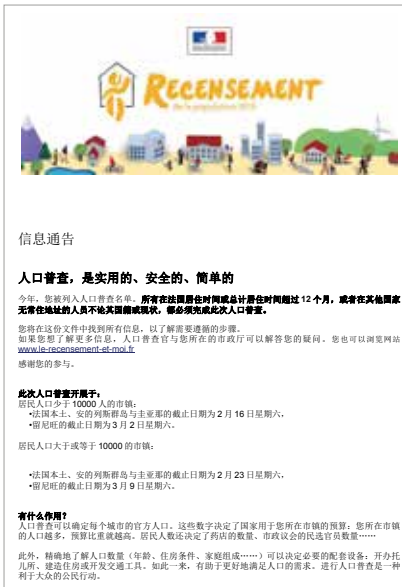 RECENSEMENT
de la population 2019
信息通告
人口普查，是实用的、安全的、简单的
今年，您被列入人口普查名单。所有在法国居住时间或总计居住时间超过 12 个月，或者在其他国家
无常住地址的人员不论其国籍或现状，都必须完成此次人口普查。
您将在这份文件中找到所有信息，以了解需要遵循的步骤。
如果您想了解更多信息，人口普查官与您所在的市政厅可以解答您的疑问。您也可以浏览网站
www.le-recensement-et-moi.fr
感谢您的参与。
此次人口普查开展于：
居民人口少于 10000 人的市镇：
•法国本土、安的列斯群岛与圭亚那的截止日期为 2 月 16 日星期六，
•留尼旺的截止日期为 3 月 2 日星期六。
居民人口大于或等于 10000 的市镇：
•法国本土、安的列斯群岛与圭亚那的截止日期为 2 月 23 日星期六，
•留尼旺的截止日期为 3 月 9 日星期六。
有什么作用？
人口普查可以确定每个城市的官方人口。这些数字决定了国家用于您所在市镇的预算：您所在市镇
的人口越多，预算比重就越高。居民人数还决定了药店的数量、市政议会的民选官员数量……
此外，精确地了解人口数量（年龄、住房条件、家庭组成……）可以决定必要的配套设备：开办托
儿所、建造住房或开发交通工具。如此一来，有助于更好地满足人口的需求。进行人口普查是一种
利于大众的公民行动。